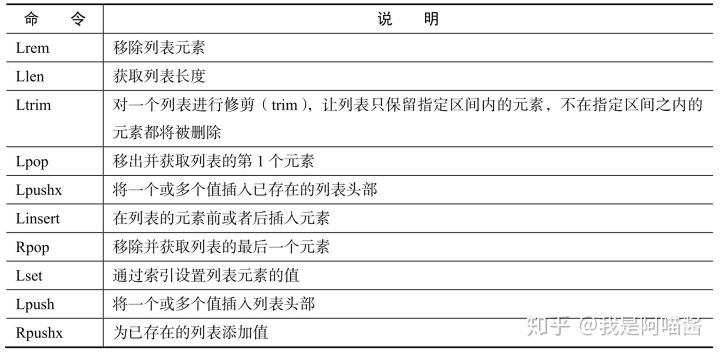 命 令 说 明
Lrem 移除列表元素
Llen 获取列表长度
Ltrim 对一个列表进行修剪（trim），让列表只保留指定区间内的元素，不在指定区间之内的
元素都将被删除
Lpop 移出并获取列表的第 1 个元素
Lpushx 将一个或多个值插入已存在的列表头部
Linsert 在列表的元素前或者后插入元素
Rpop 移除并获取列表的最后一个元素
Lset 通过索引设置列表元素的值
Lpush 将一个或多个值插入列表头部
Rpushx 为已存在的列表添加值
知乎 @我是阿喵酱